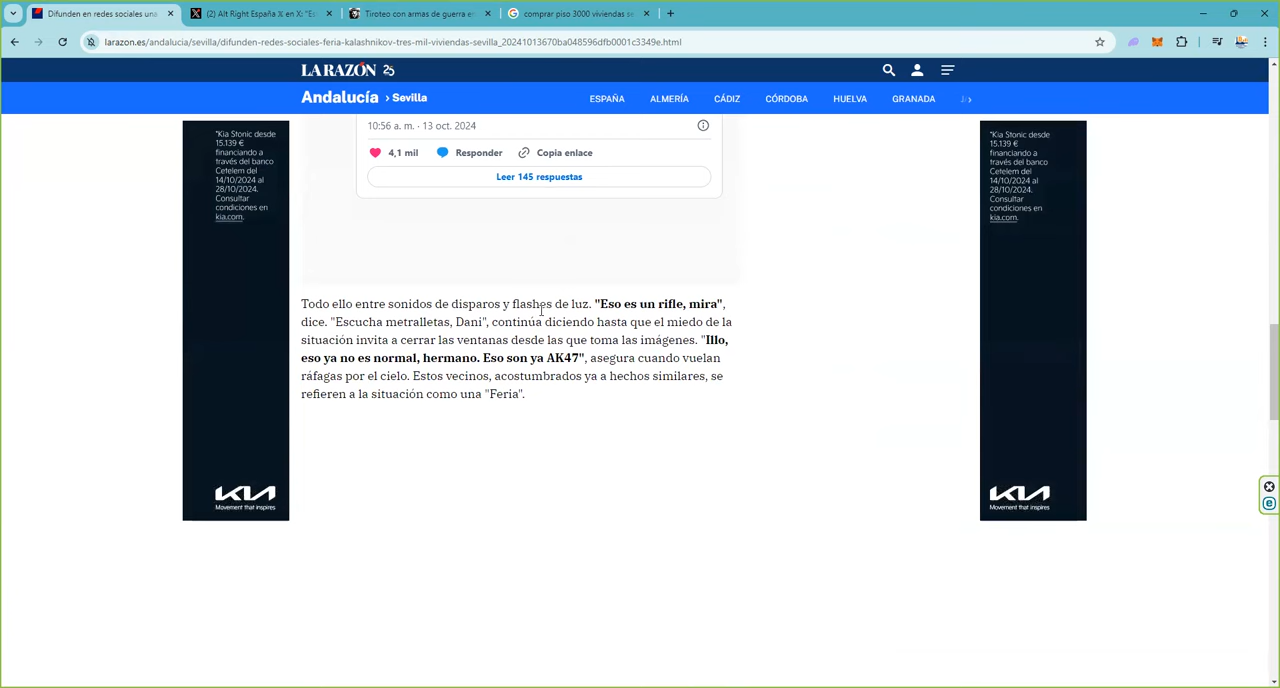 Difunden en redes sociales una
(2) Alt Right España X en X: "Es
Tiroteo con armas de guerra en
comprar piso 3000 viviendas se
larazon.es/andalucia/sevilla/difunden-redes-sociales-feria-kalashnikov-tres-mil-viviendas-sevilla_20241013670ba048596dfb0001c3349e.html
LA RAZÓN 25
Andalucía › Sevilla
ESPAÑA ALMERÍA CÁDIZ CÓRDOBA HUELVA GRANADA
10:56 a. m. · 13 oct. 2024
4,1 mil Responder Copia enlace
Leer 145 respuestas
Todo ello entre sonidos de disparos y flashes de luz. "Eso es un rifle, mira",
dice. "Escucha metralletas, Dani", continúa diciendo hasta que el miedo de la
situación invita a cerrar las ventanas desde las que toma las imágenes. "Illo,
eso ya no es normal, hermano. Eso son ya AK47", asegura cuando vuelan
ráfagas por el cielo. Estos vecinos, acostumbrados ya a hechos similares, se
refieren a la situación como una "Feria".
*Kia Stonic desde
15.139 €
financiando a
través del banco
Cetelem del
14/10/2024 al
28/10/2024.
Consultar
condiciones en
kia.com.
KIA
Movement that inspires
*Kia Stonic desde
15.139 €
financiando a
través del banco
Cetelem del
14/10/2024 al
28/10/2024.
Consultar
condiciones en
kia.com.
KIA
Movement that inspires